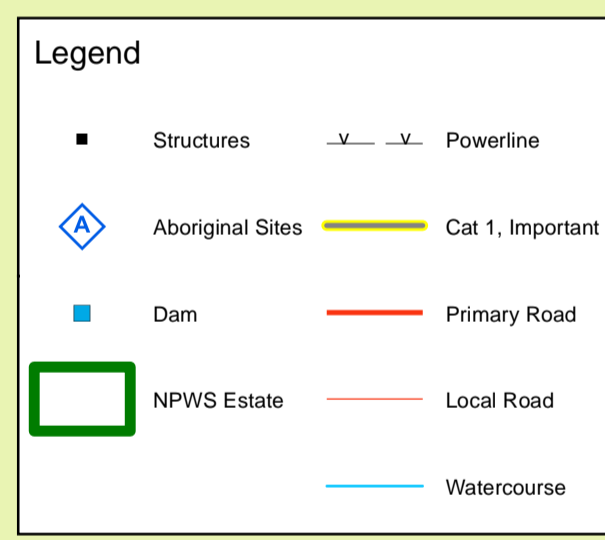 Legend
Structures
V V Powerline
A Aboriginal Sites
Cat 1, Important
Dam
Primary Road
NPWS Estate
Local Road
Watercourse